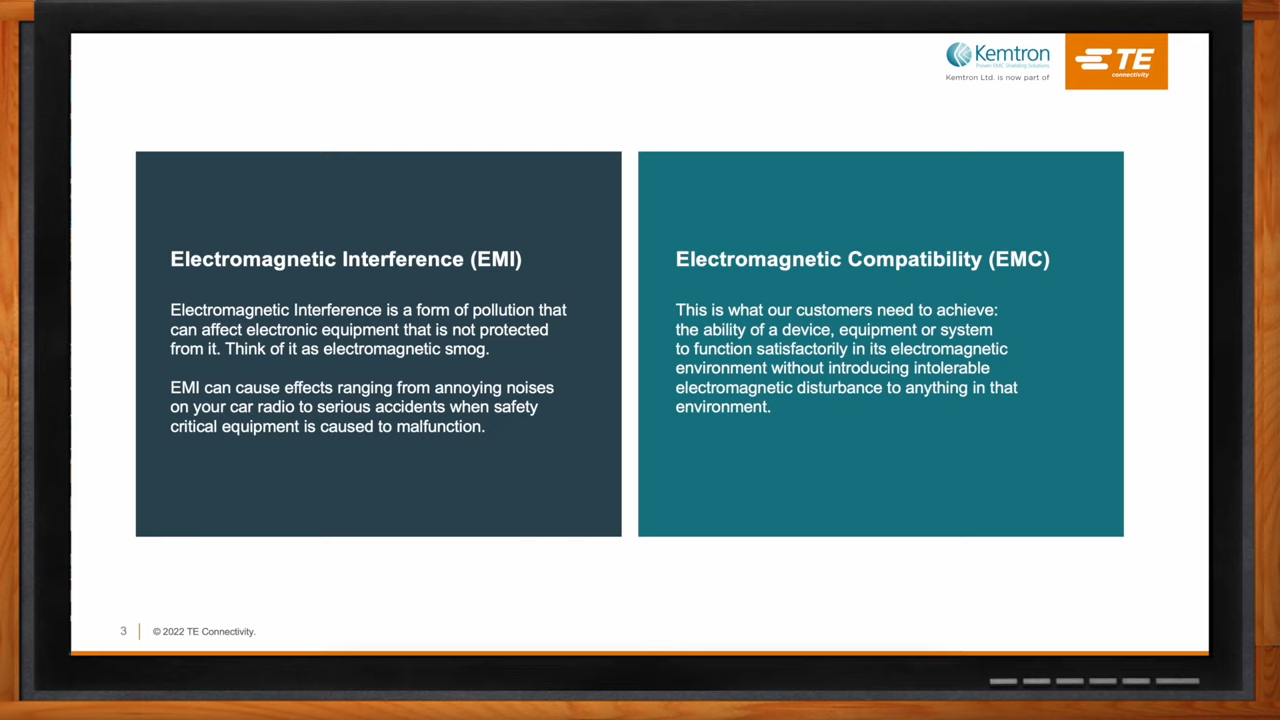 Kemtron
Proven EMC Shielding Solutions
Kemtron Ltd. is now part of
TE
connectivity
Electromagnetic Interference (EMI)
Electromagnetic Interference is a form of pollution that
can affect electronic equipment that is not protected
from it. Think of it as electromagnetic smog.
EMI can cause effects ranging from annoying noises
on your car radio to serious accidents when safety
critical equipment is caused to malfunction.
Electromagnetic Compatibility (EMC)
This is what our customers need to achieve:
the ability of a device, equipment or system
to function satisfactorily in its electromagnetic
environment without introducing intolerable
electromagnetic disturbance to anything in that
environment.
3
© 2022 TE Connectivity.